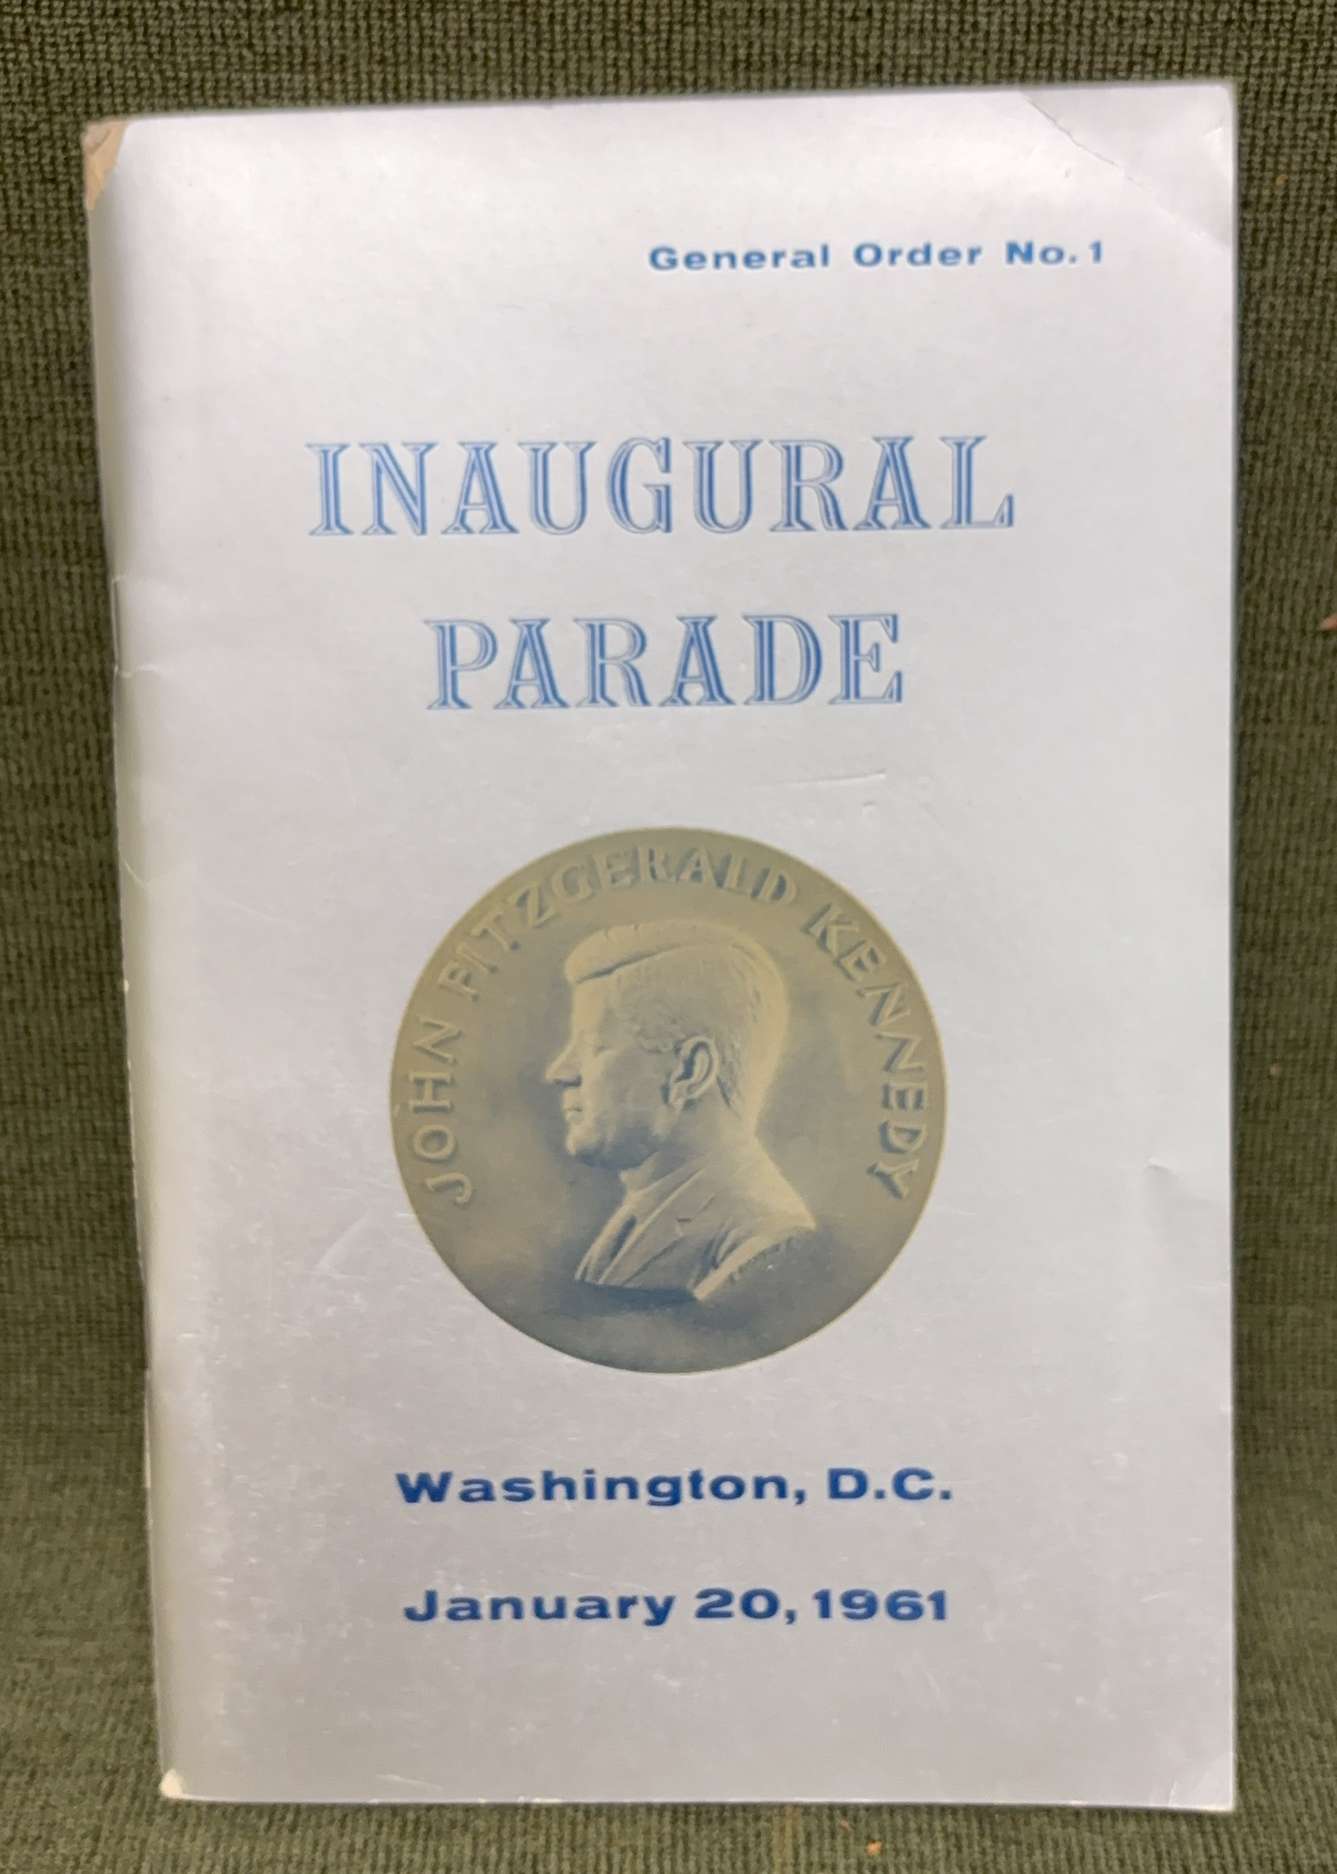 General Order No. 1
INAUGURAL
PARADE
JOHN FITZGERALD KENNEDY
Washington, D.C.
January 20, 1961